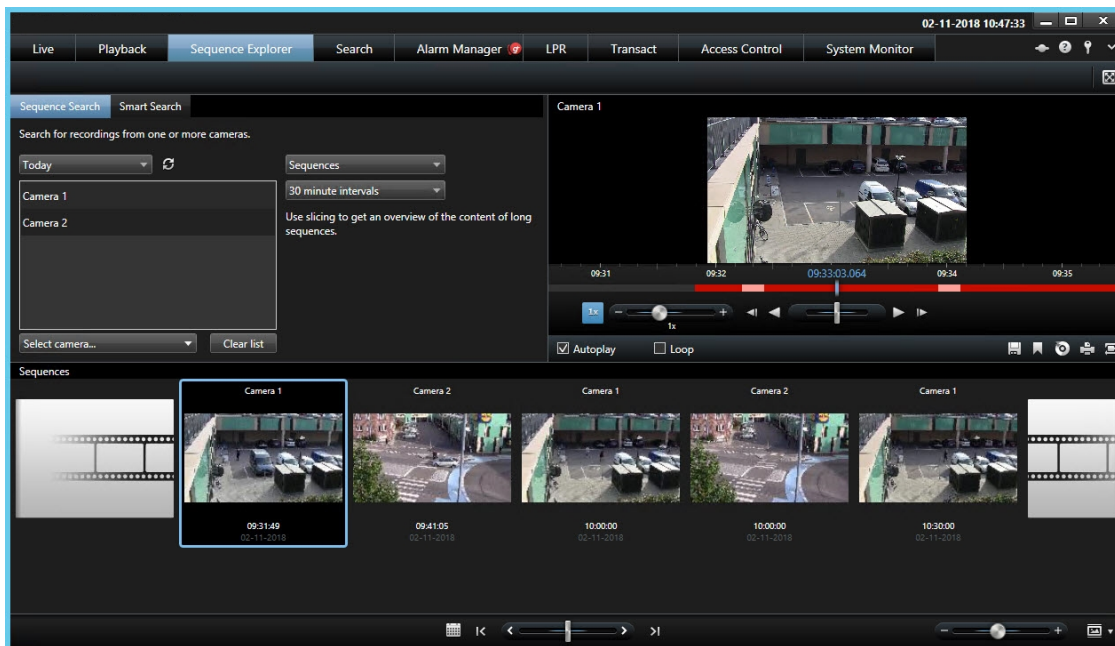 02-11-2018 10:47:33
Live Playback Sequence Explorer Search Alarm Manager LPR Transact Access Control System Monitor
Sequence Search Smart Search
Search for recordings from one or more cameras.
Today Sequences
30 minute intervals
Camera 1
Camera 2
Use slicing to get an overview of the content of long
sequences.
Select camera... Clear list
Camera 1
09:31 09:32 09:33:03.064 09:34 09:35
1x
1x
Autoplay Loop
Sequences
Camera 1 Camera 2 Camera 1 Camera 2 Camera 1
09:31:49 09:41:05 10:00:00 10:00:00 10:30:00
02-11-2018 02-11-2018 02-11-2018 02-11-2018 02-11-2018